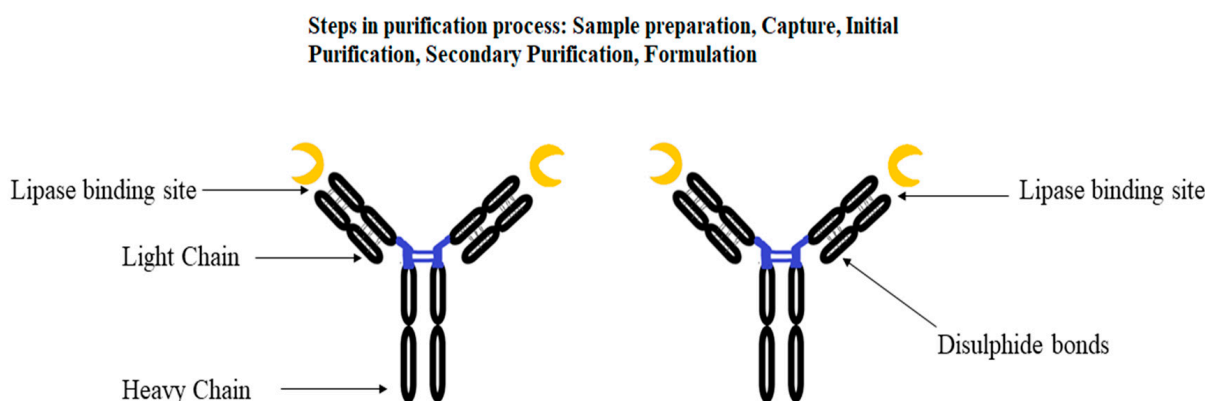 Steps in purification process: Sample preparation, Capture, Initial
Purification, Secondary Purification, Formulation
Lipase binding site
Lipase binding site
Light Chain
Disulphide bonds
Heavy Chain